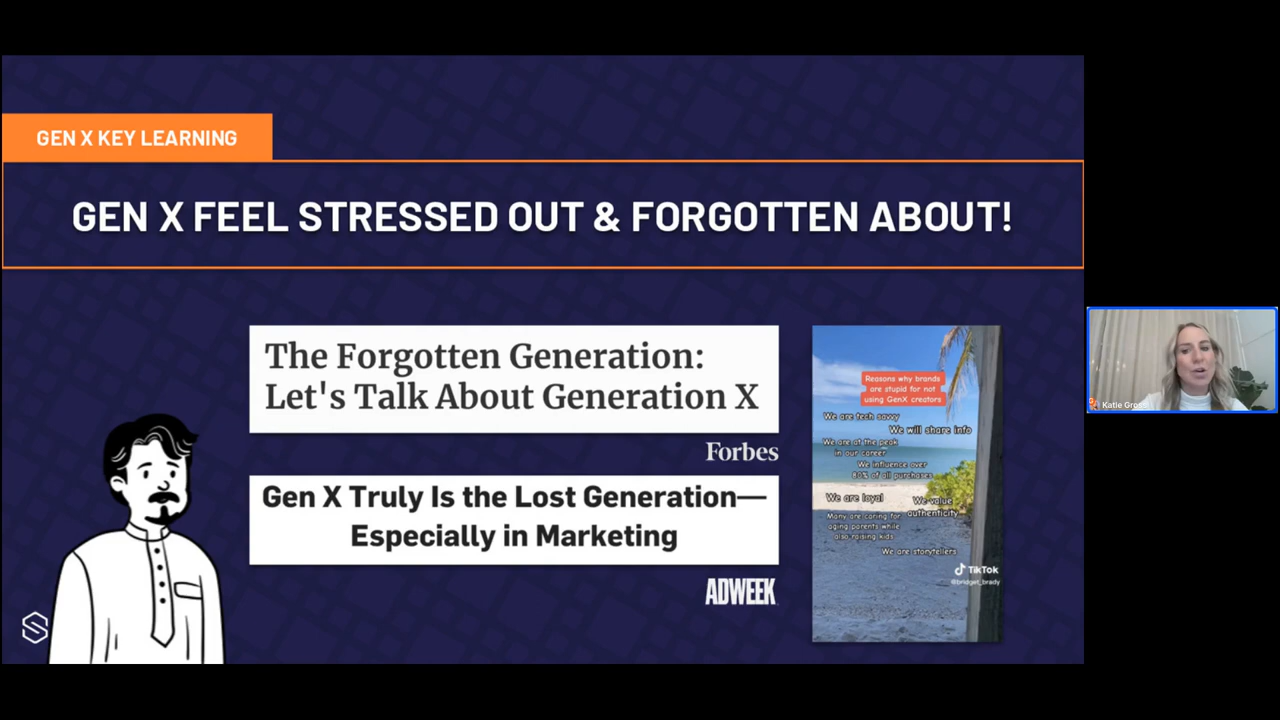 GEN X KEY LEARNING
GEN X FEEL STRESSED OUT & FORGOTTEN ABOUT!
The Forgotten Generation:
Let's Talk About Generation X
Forbes
Gen X Truly Is the Lost Generation—
Especially in Marketing
ADWEEK
Reasons why brands
are stupid for not
using GenX creators
We are tech savvy
We will share info
We are at the peak
in our career
We influence over
80% of all purchases
We are loyal
We value
authenticity
Many are caring for
aging parents while
also raising kids
We are storytellers
TikTok
@bridget_brady
Katie Gross